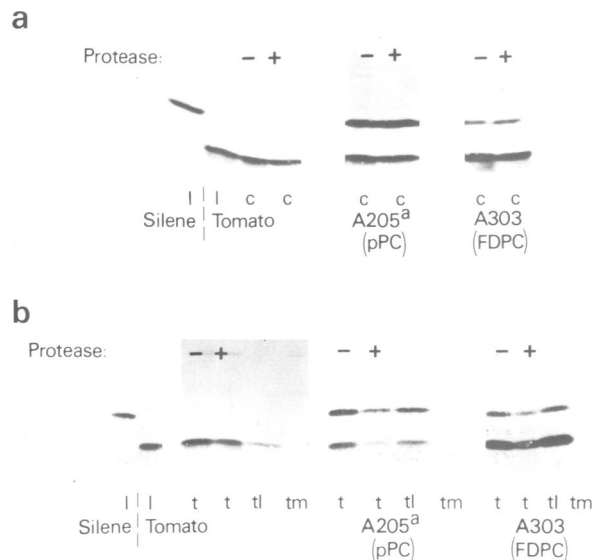 a
Protease: − + − + − +
l l c c c c c c
Silene Tomato A205a A303
(pPC) (FDPC)
b
Protease: − + − + − +
l l t t tl tm t t tl tm t t tl tm
Silene Tomato A205a A303
(pPC) (FDPC)